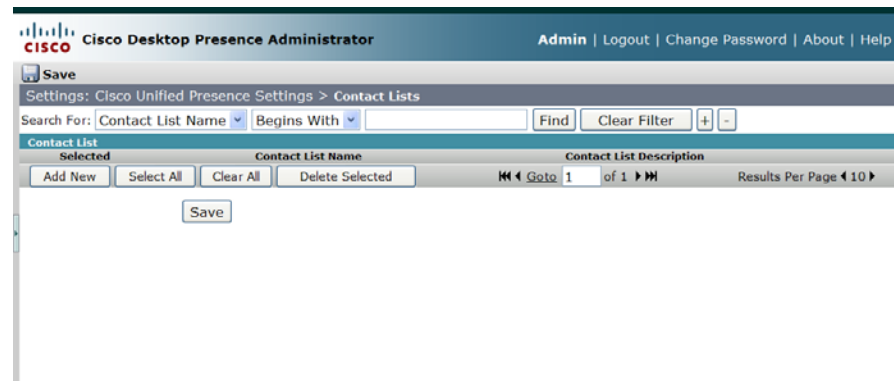 CISCO Cisco Desktop Presence Administrator Admin | Logout | Change Password | About | Help
Save
Settings: Cisco Unified Presence Settings > Contact Lists
Search For: Contact List Name Begins With Find Clear Filter + -
Contact List
Selected Contact List Name Contact List Description
Add New Select All Clear All Delete Selected Goto 1 of 1 Results Per Page 10
Save